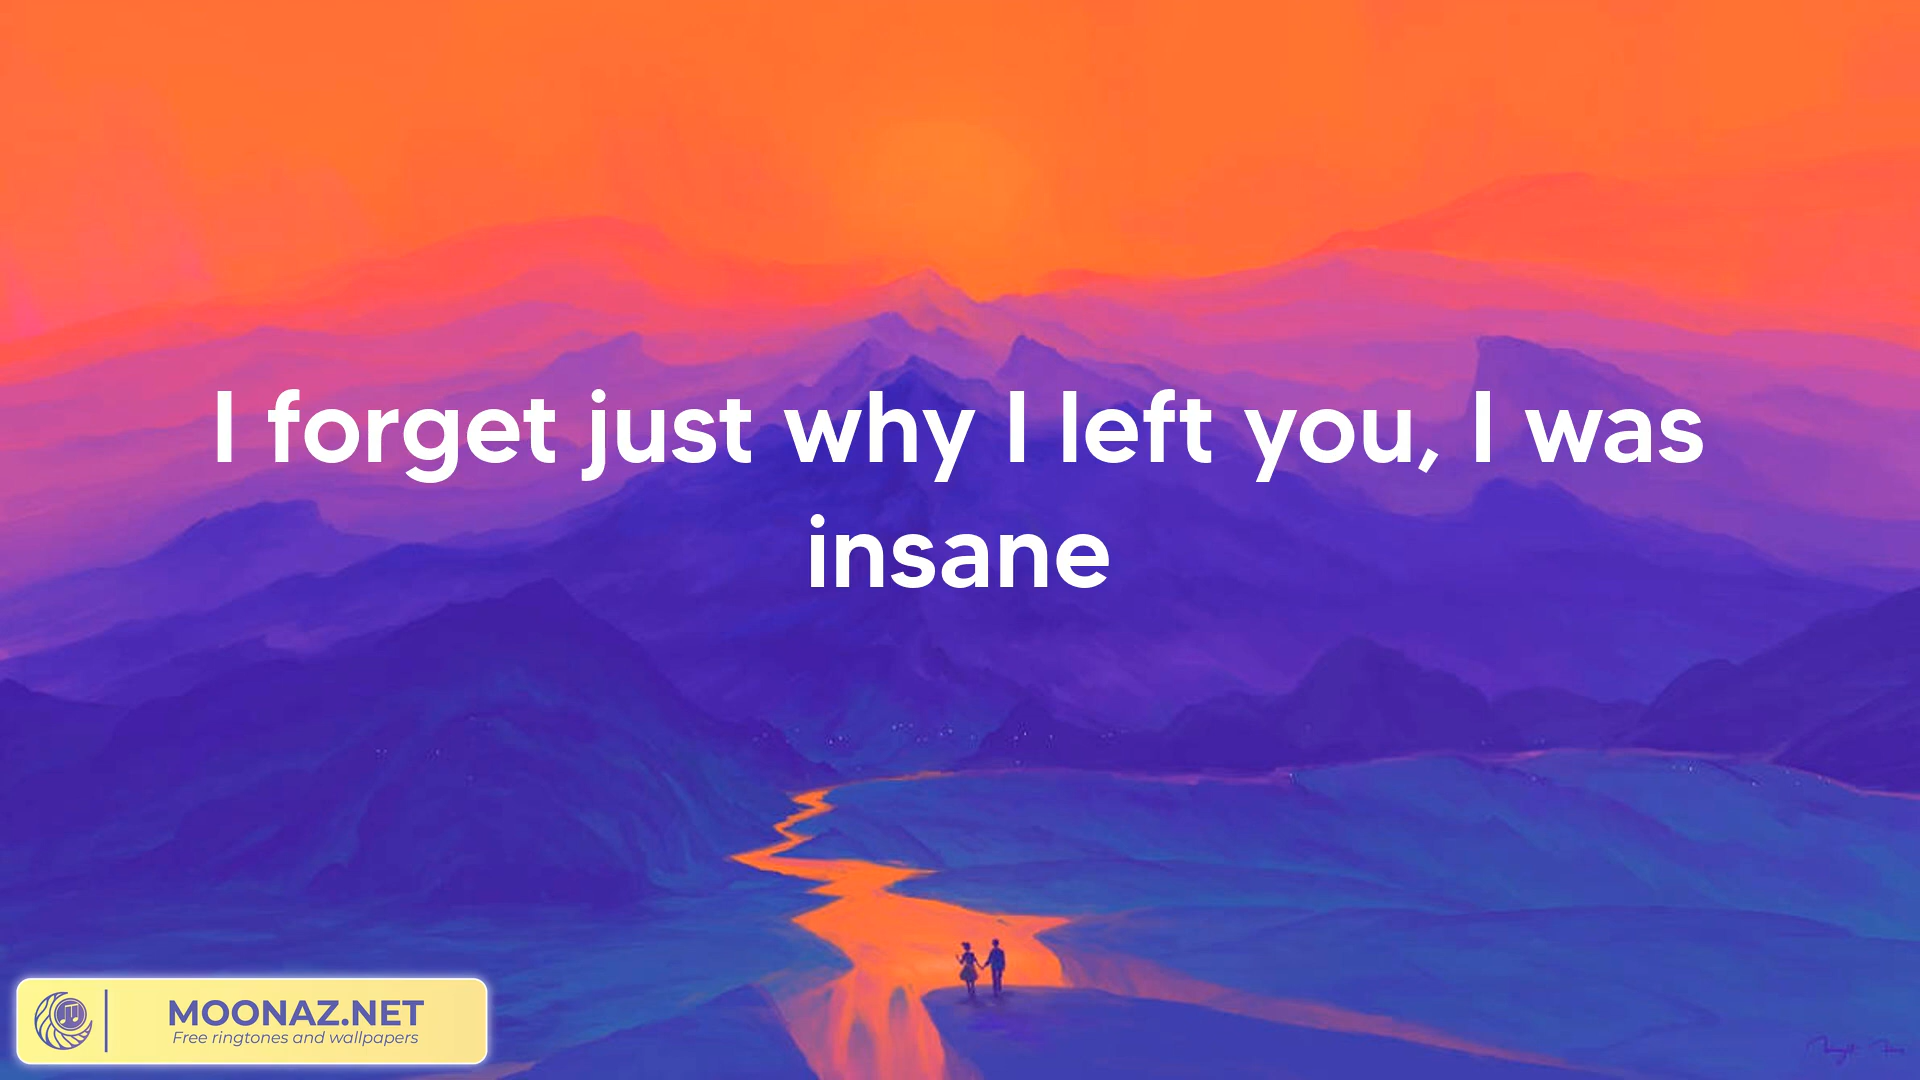 I forget just why I left you, I was
insane
MOONAZ.NET
Free ringtones and wallpapers